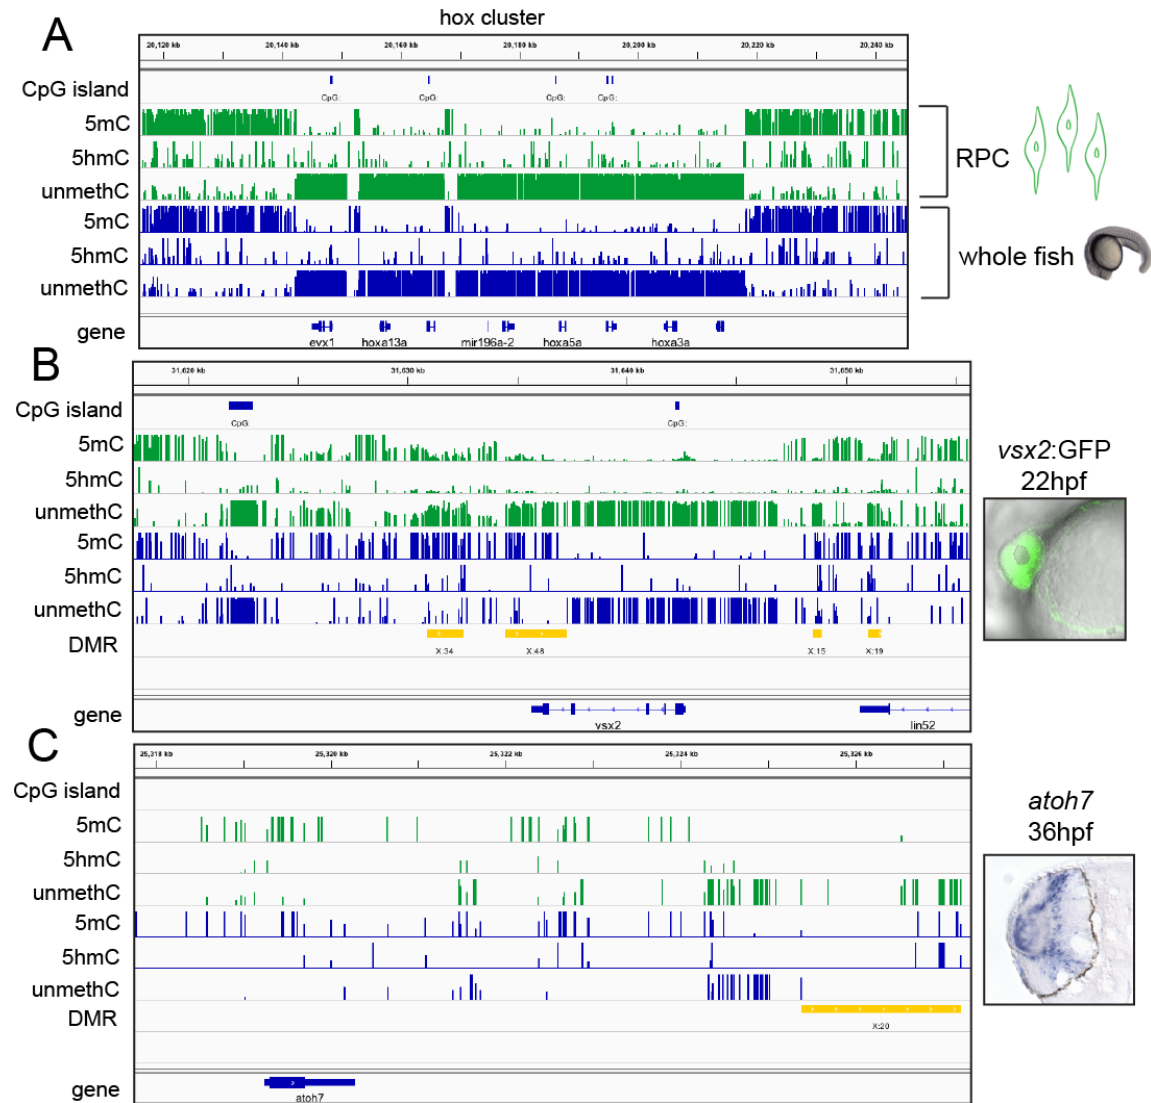 A
hox cluster
20,120 kb 20,140 kb 20,160 kb 20,180 kb 20,200 kb 20,220 kb 20,240 kb
CpG island
CpG: CpG: CpG: CpG:
5mC
5hmC
unmethC
RPC
5mC
5hmC
unmethC
whole fish
gene
evx1 hoxa13a mir196a-2 hoxa5a hoxa3a
B
31,620 kb 31,630 kb 31,640 kb 31,650 kb
CpG island
CpG: CpG:
5mC
5hmC
unmethC
5mC
5hmC
unmethC
DMR
X:34 X:48 X:15 X:19
gene
vsx2 lin52
vsx2:GFP
22hpf
C
25,318 kb 25,320 kb 25,322 kb 25,324 kb 25,326 kb
CpG island
5mC
5hmC
unmethC
5mC
5hmC
unmethC
DMR
X:20
gene
atoh7
atoh7
36hpf